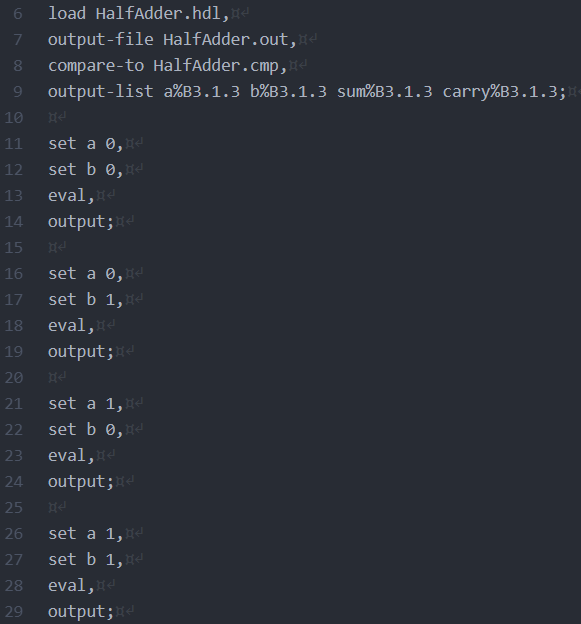 6 load HalfAdder.hdl,¤↵
7 output-file HalfAdder.out,¤↵
8 compare-to HalfAdder.cmp,¤↵
9 output-list a%B3.1.3 b%B3.1.3 sum%B3.1.3 carry%B3.1.3;¤↵
10 ¤↵
11 set a 0,¤↵
12 set b 0,¤↵
13 eval,¤↵
14 output;¤↵
15 ¤↵
16 set a 0,¤↵
17 set b 1,¤↵
18 eval,¤↵
19 output;¤↵
20 ¤↵
21 set a 1,¤↵
22 set b 0,¤↵
23 eval,¤↵
24 output;¤↵
25 ¤↵
26 set a 1,¤↵
27 set b 1,¤↵
28 eval,¤↵
29 output;¤↵